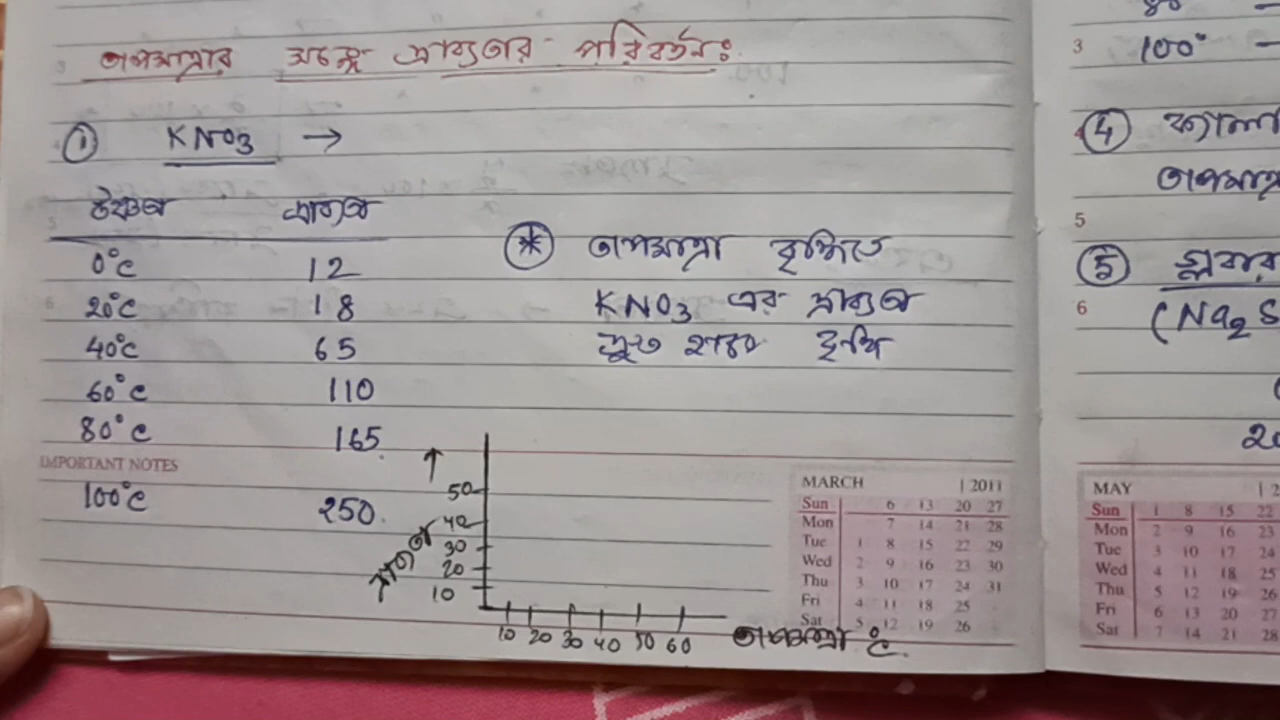 তাপমাত্রার সঙ্গে দ্রাব্যতার পরিবর্তনঃ
① KNO3 →
উষ্ণতা দ্রাব্যতা
0°C 12
20°C 18
40°C 65
60°C 110
80°C 165
100°C 250
* তাপমাত্রা বৃদ্ধিতে
KNO3 এর দ্রাব্যতা
দ্রুত হারে বৃদ্ধি
IMPORTANT NOTES
↑
50
40
30
20
10
দ্রাব্যতা
10 20 30 40 50 60
তাপমাত্রা °C
MARCH | 2011
Sun 6 13 20 27
Mon 7 14 21 28
Tue 1 8 15 22 29
Wed 2 9 16 23 30
Thu 3 10 17 24 31
Fri 4 11 18 25
Sat 5 12 19 26
3 100° —
④
তাপমাত্
5
⑤ গ্লবার
6 (Na2S
20
MAY | 2
Sun 1 8 15 22
Mon 2 9 16 23
Tue 3 10 17 24
Wed 4 11 18 25
Thu 5 12 19 26
Fri 6 13 20 27
Sat 7 14 21 28